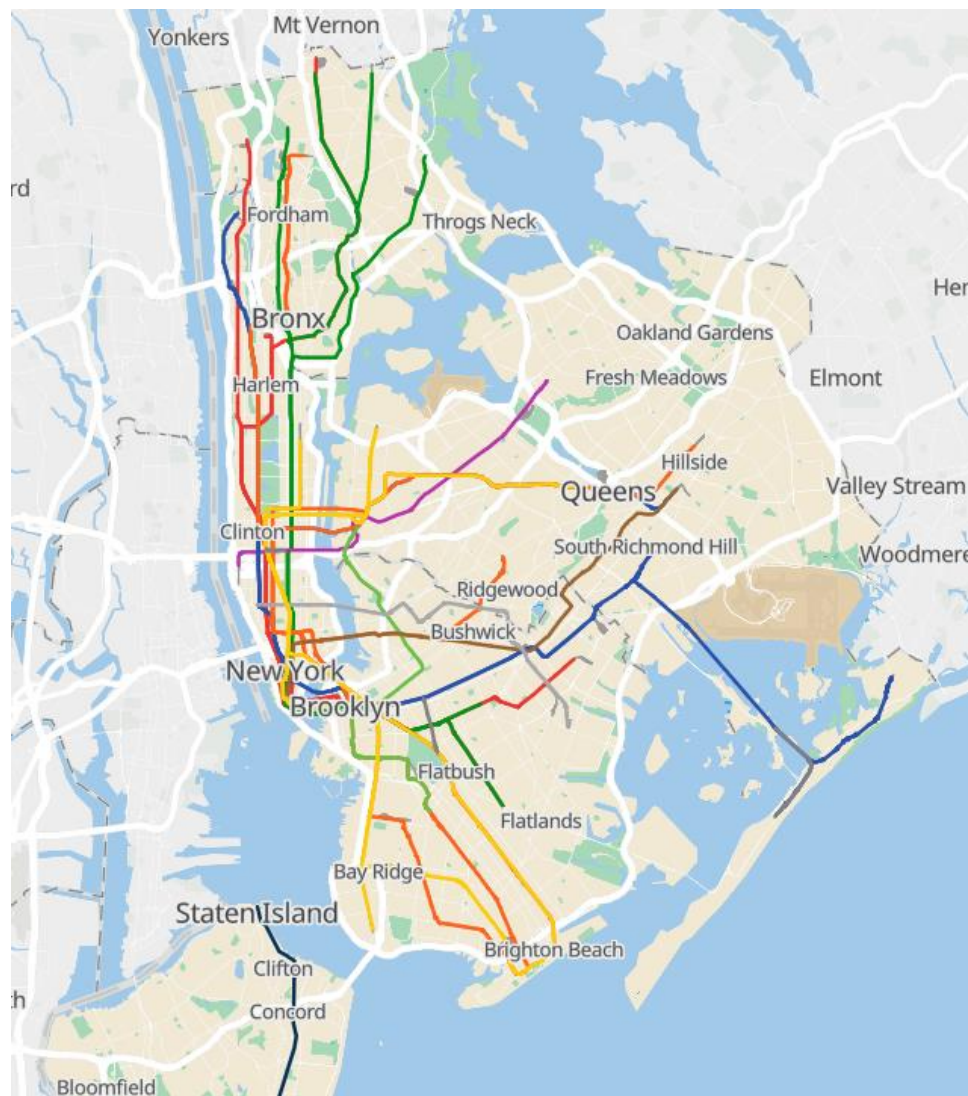 Mt Vernon
Yonkers
rd
Fordham
Throgs Neck
Her
Bronx
Oakland Gardens
Harlem
Fresh Meadows
Elmont
Hillside
Queens
Valley Stream
Clinton
South Richmond Hill
Woodmere
Ridgewood
Bushwick
New York
Brooklyn
Flatbush
Flatlands
Bay Ridge
Staten Island
Brighton Beach
Clifton
th
Concord
Bloomfield